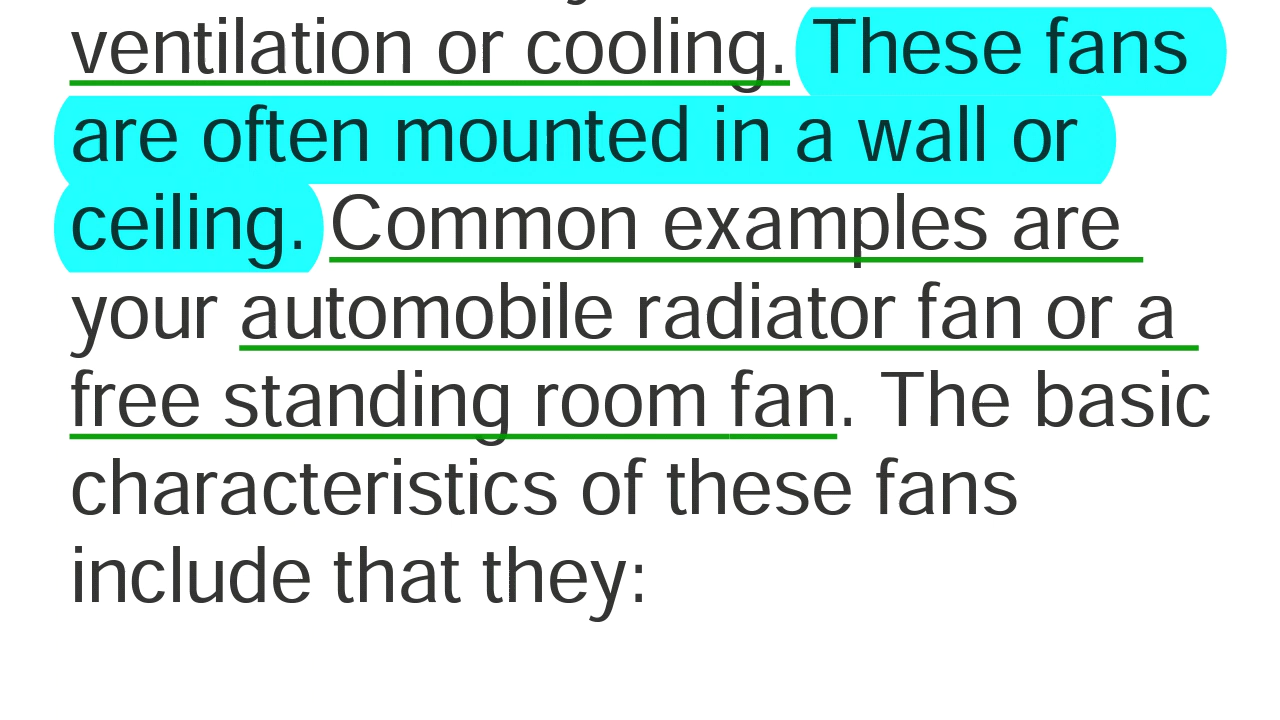 ventilation or cooling. These fans
are often mounted in a wall or
ceiling. Common examples are
your automobile radiator fan or a
free standing room fan. The basic
characteristics of these fans
include that they: